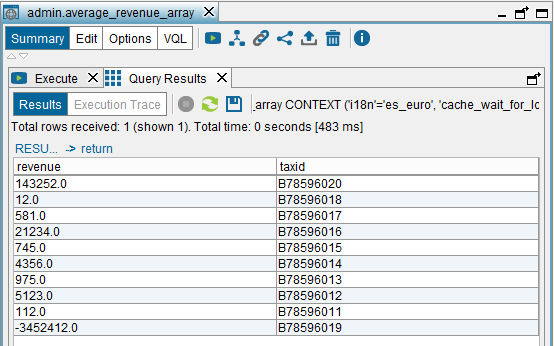 admin.average_revenue_array
Summary Edit Options VQL
Execute Query Results
Results Execution Trace _array CONTEXT ('i18n'='es_euro', 'cache_wait_for_lo
Total rows received: 1 (shown 1). Total time: 0 seconds [483 ms]
RESU... -> return
revenue taxid
143252.0 B78596020
12.0 B78596018
581.0 B78596017
21234.0 B78596016
745.0 B78596015
4356.0 B78596014
975.0 B78596013
5123.0 B78596012
112.0 B78596011
-3452412.0 B78596019